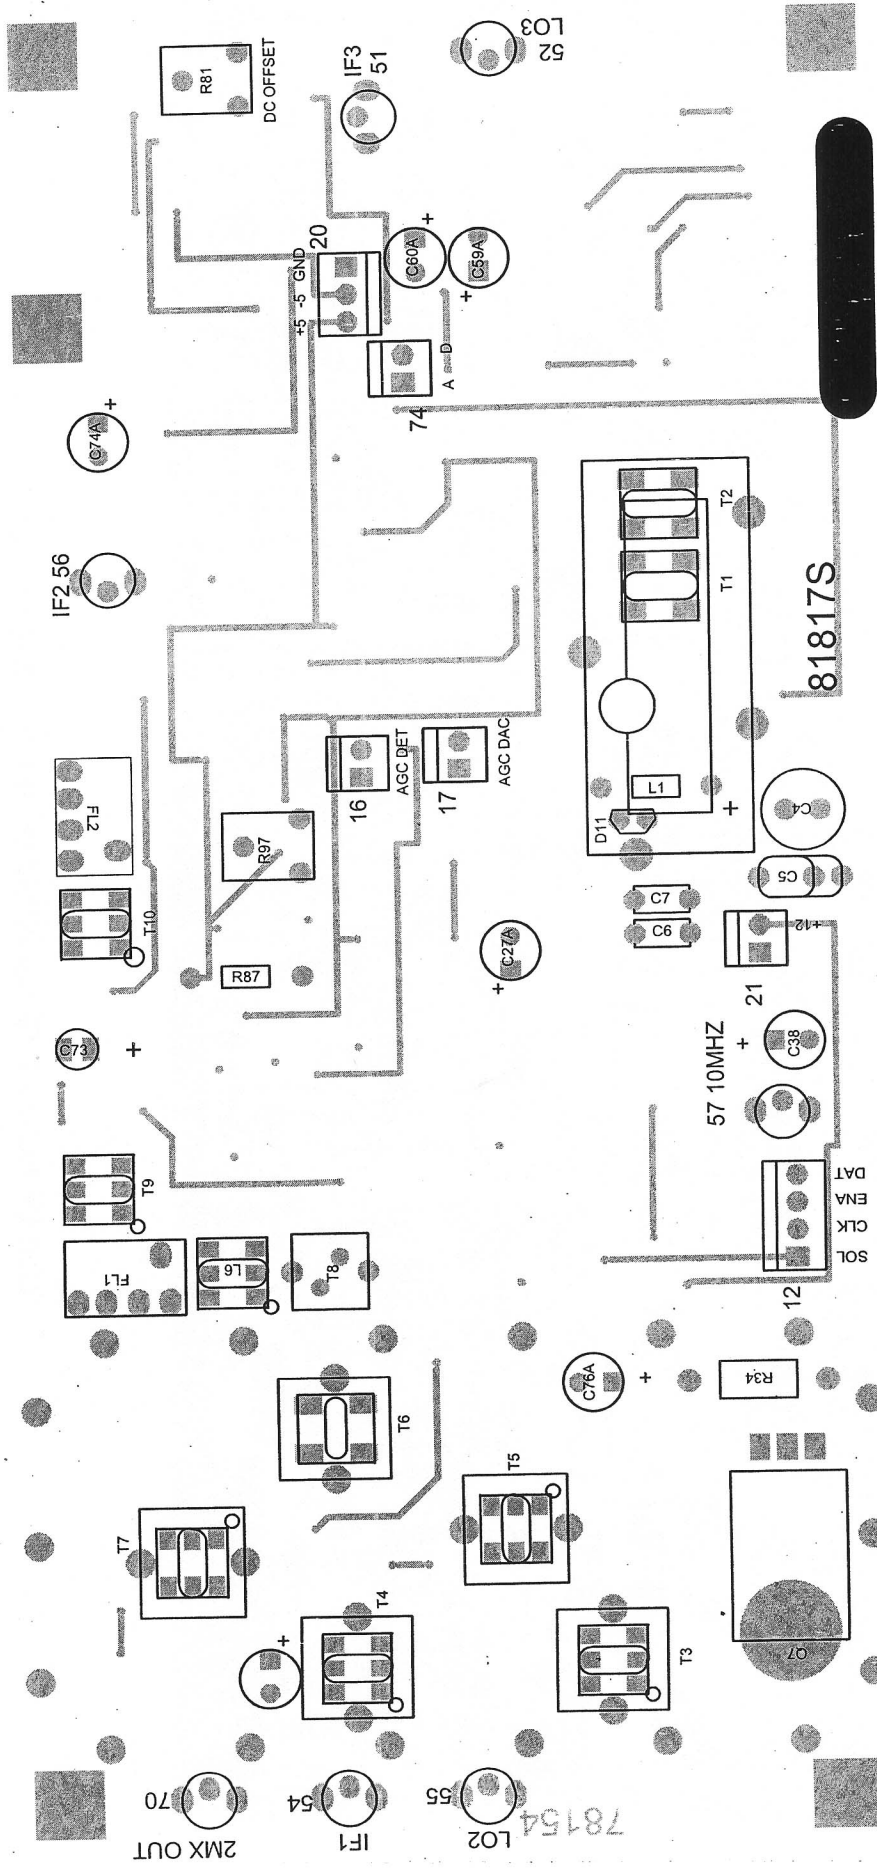 LO3
52
IF3
51
R81
DC OFFSET
20
+5 -5 GND
C60A
+
C59A
+
A D
74
C74A
+
IF2 56
T2
T1
81817S
FL2
AGC DET
16
AGC DAC
17
L1
D11
+
C4
R97
C5
C7
C6
T10
+12
21
R87
C27A
+
C73
+
57 10MHZ
+
C38
T9
DAT
ENA
CLK
SOL
12
FL1
L6
T8
C76A
+
R34
T6
T5
T7
T4
+
T3
Q7
70
2MX OUT
54
IF1
55
LO2
78154